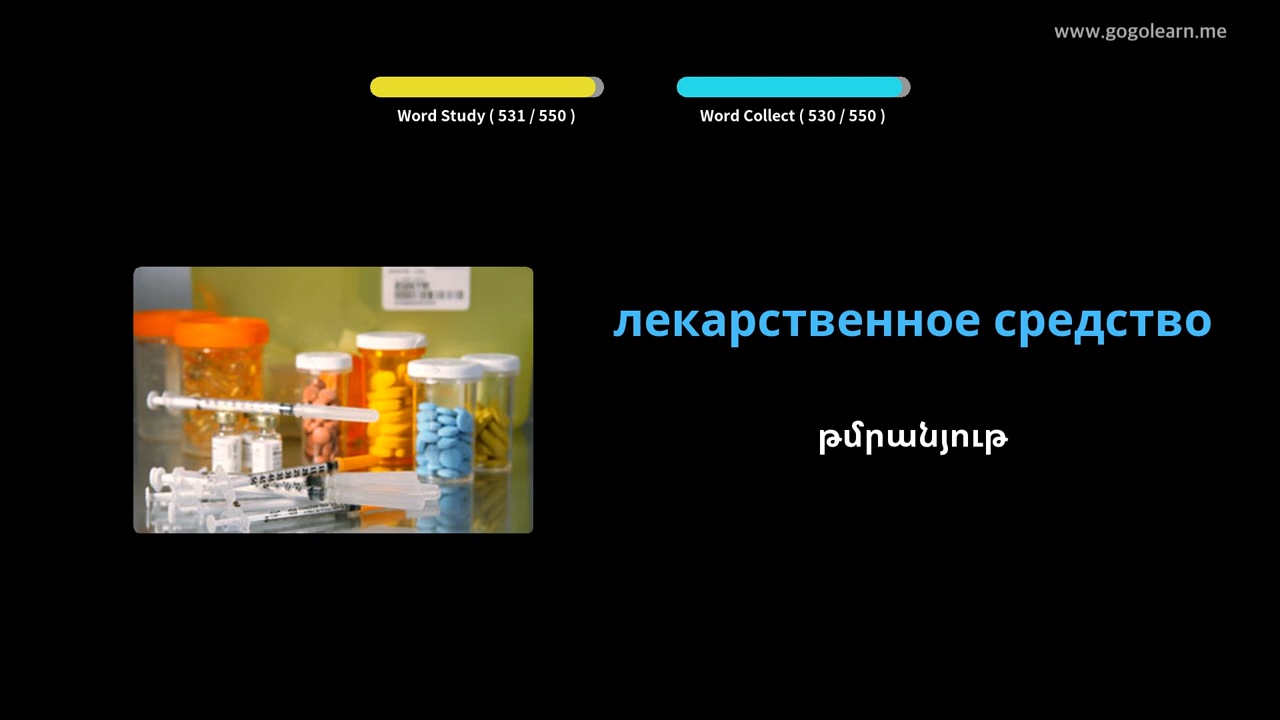 www.gogolearn.me
Word Study ( 531 / 550 )
Word Collect ( 530 / 550 )
лекарственное средство
թմրանյութ